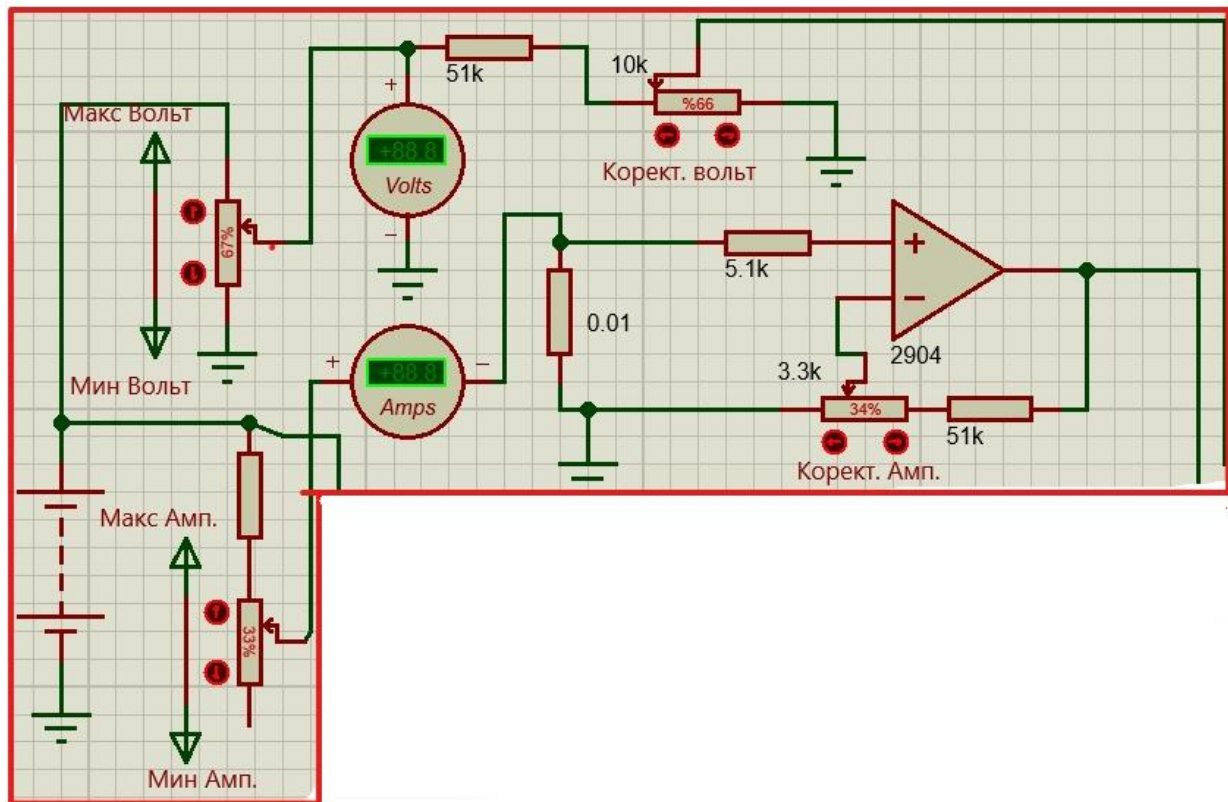 51k
10k
%66
Корект. вольт
Макс Вольт
+
+88.8
Volts
−
67%
Мин Вольт
5.1k
+
−
2904
0.01
+
−
+88.8
Amps
3.3k
34%
51k
Корект. Амп.
Макс Амп.
33%
Мин Амп.